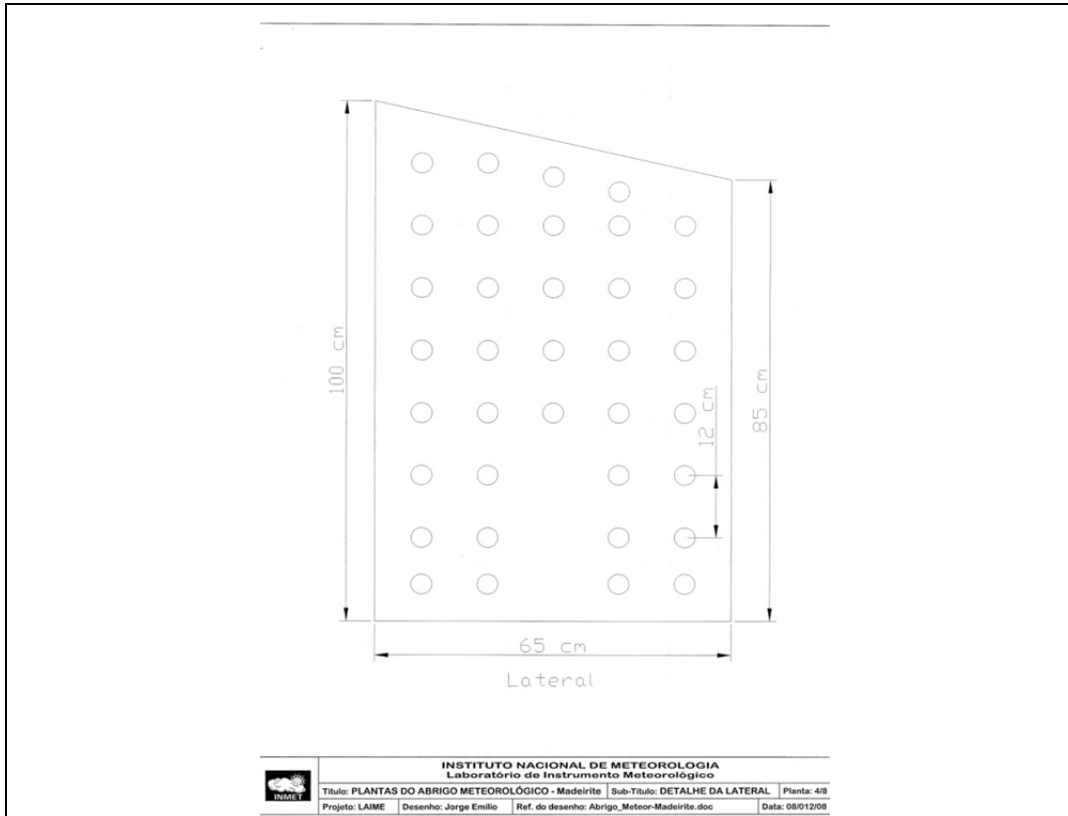 100 cm
12 cm
85 cm
65 cm
Lateral
INMET
INSTITUTO NACIONAL DE METEOROLOGIA
Laboratório de Instrumento Meteorológico
Título: PLANTAS DO ABRIGO METEOROLÓGICO - Madeirite Sub-Título: DETALHE DA LATERAL Planta: 4/8
Projeto: LAIME Desenho: Jorge Emílio Ref. do desenho: Abrigo_Meteor-Madeirite.doc Data: 08/012/08